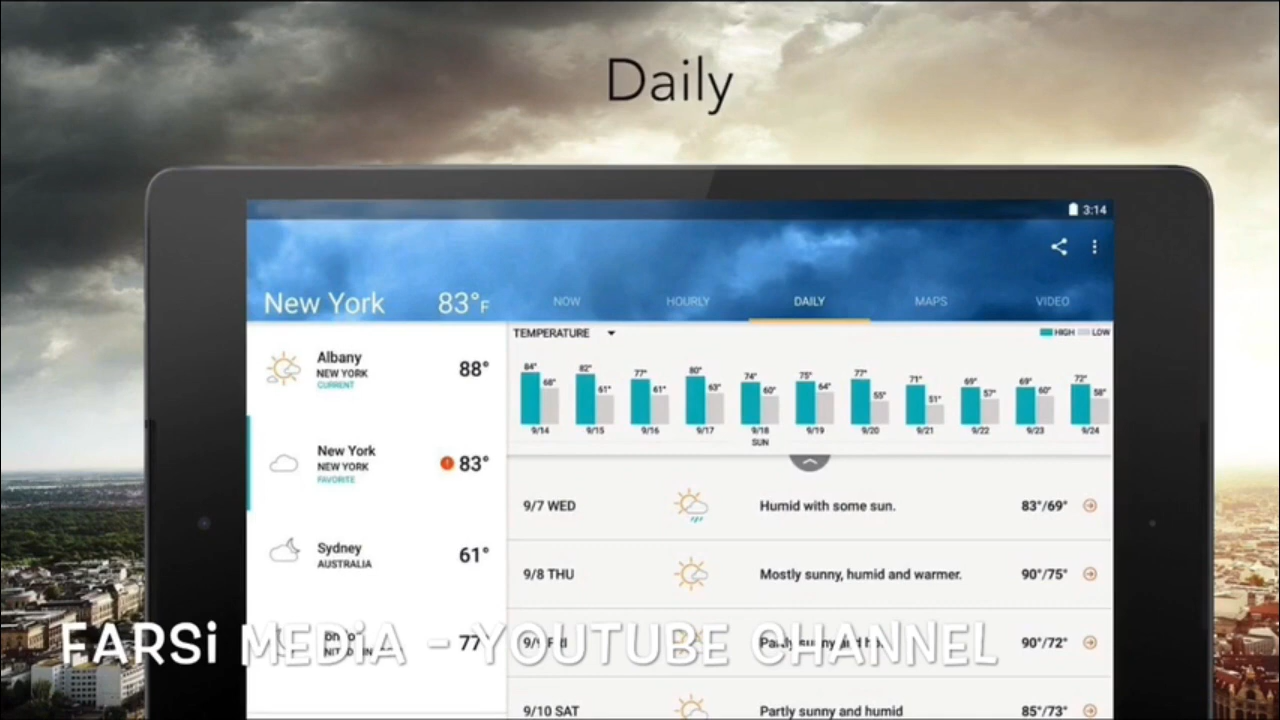 Daily
3:14
New York 83°F
NOW HOURLY DAILY MAPS VIDEO
TEMPERATURE
HIGH LOW
84° 68° 82° 61° 77° 61° 80° 63° 74° 60° 75° 64° 77° 55° 71° 51° 69° 57° 69° 60° 72° 58°
9/14 9/15 9/16 9/17 9/18 9/19 9/20 9/21 9/22 9/23 9/24
SUN
Albany
NEW YORK
CURRENT
88°
New York
NEW YORK
FAVORITE
83°
Sydney
AUSTRALIA
61°
77°
9/7 WED Humid with some sun. 83°/69°
9/8 THU Mostly sunny, humid and warmer. 90°/75°
90°/72°
9/10 SAT Partly sunny and humid 85°/73°
FARSi MEDiA - YOUTUBE CHANNEL